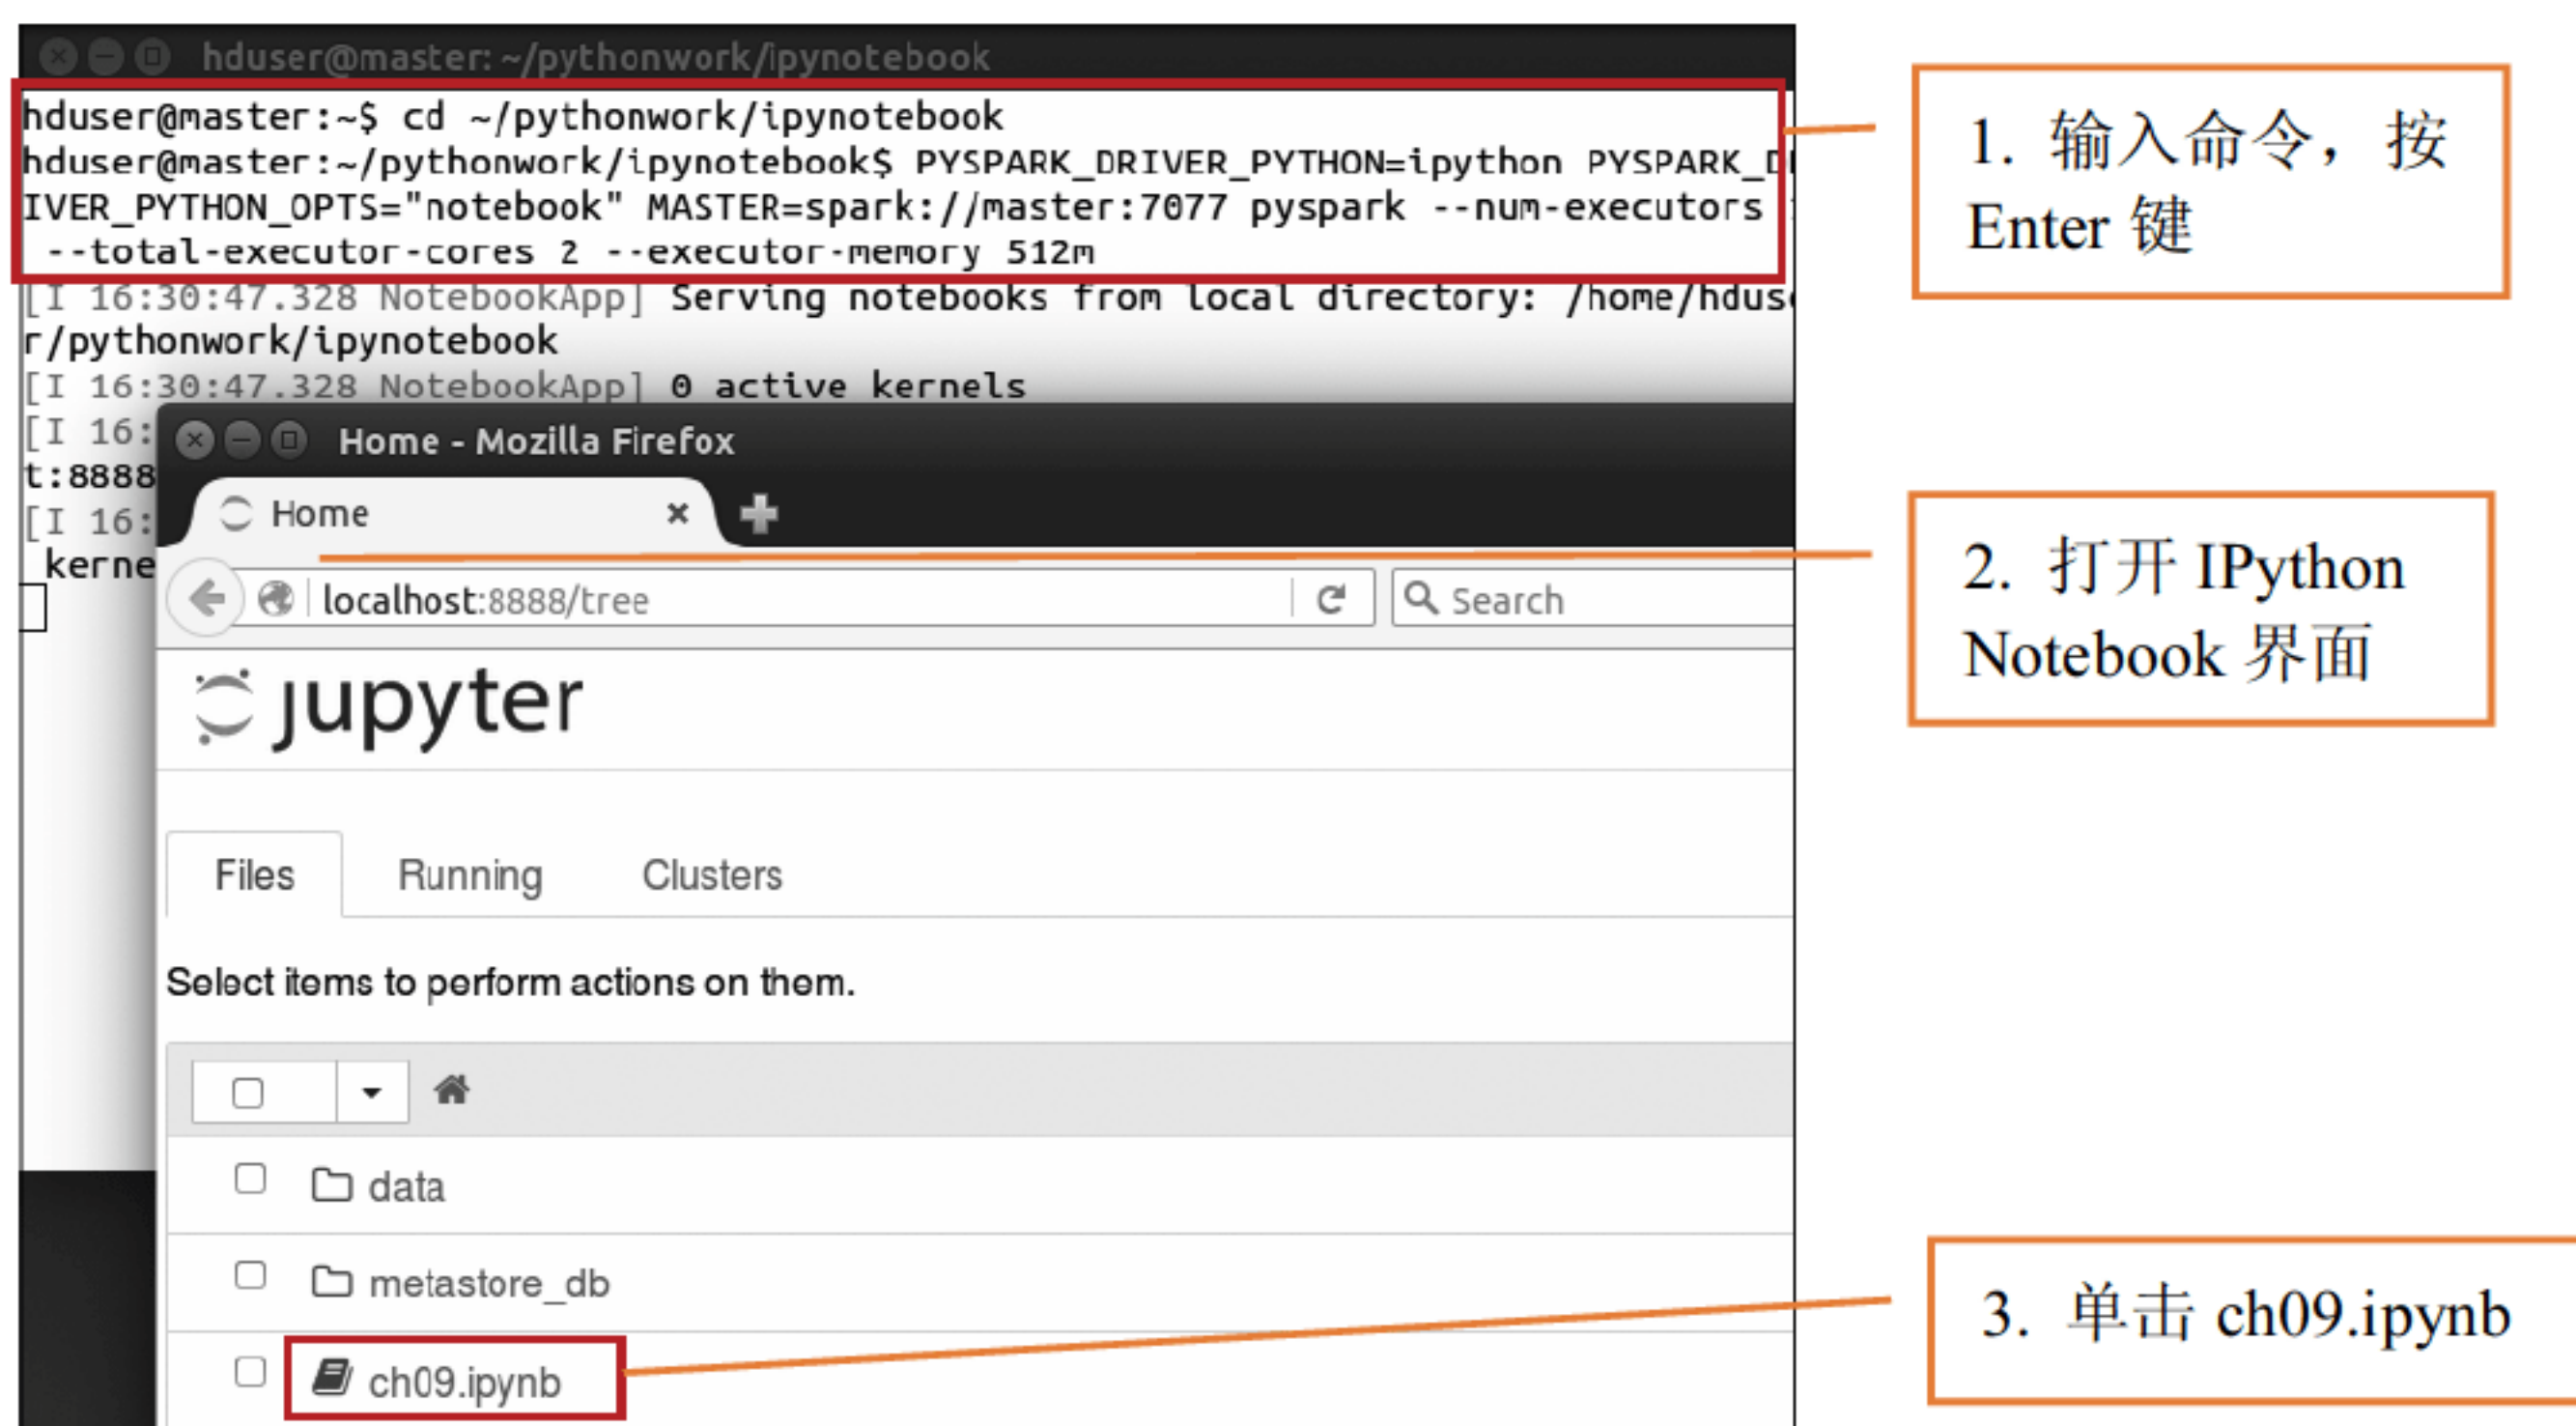 hduser@master: ~/pythonwork/ipynotebook
hduser@master:~$ cd ~/pythonwork/ipynotebook
hduser@master:~/pythonwork/ipynotebook$ PYSPARK_DRIVER_PYTHON=ipython PYSPARK_D
IVER_PYTHON_OPTS="notebook" MASTER=spark://master:7077 pyspark --num-executors
--total-executor-cores 2 --executor-memory 512m
[I 16:30:47.328 NotebookApp] Serving notebooks from local directory: /home/hdus
r/pythonwork/ipynotebook
[I 16:30:47.328 NotebookApp] 0 active kernels
[I 16:
t:8888
[I 16:
kerne
1. 输入命令，按
Enter 键
Home - Mozilla Firefox
Home
localhost:8888/tree
Search
2. 打开 IPython
Notebook 界面
jupyter
Files Running Clusters
Select items to perform actions on them.
data
metastore_db
ch09.ipynb
3. 单击 ch09.ipynb